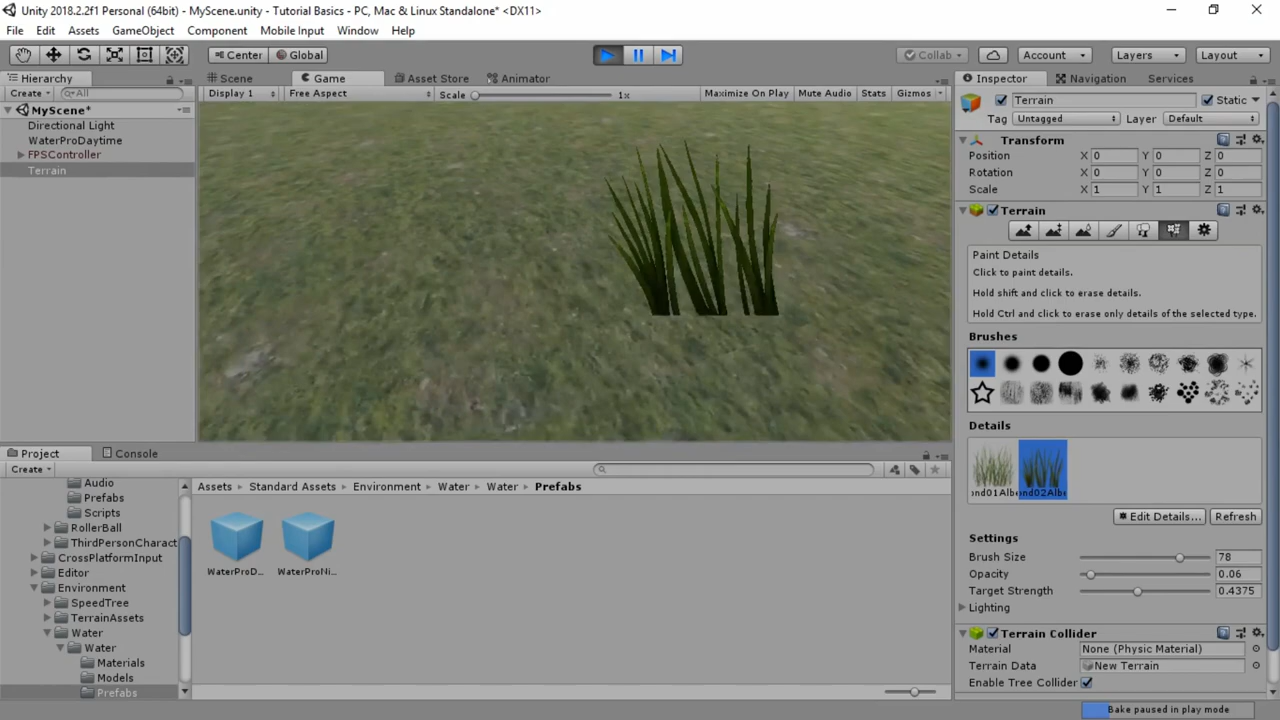 Unity 2018.2.2f1 Personal (64bit) - MyScene.unity - Tutorial Basics - PC, Mac & Linux Standalone* <DX11>
File Edit Assets GameObject Component Mobile Input Window Help
Center Global Collab Account Layers Layout
Hierarchy
Create All
MyScene*
Directional Light
WaterProDaytime
FPSController
Terrain
Scene Game Asset Store Animator
Display 1 Free Aspect Scale 1x Maximize On Play Mute Audio Stats Gizmos
Inspector Navigation Services
Terrain Static
Tag Untagged Layer Default
Transform
Position X 0 Y 0 Z 0
Rotation X 0 Y 0 Z 0
Scale X 1 Y 1 Z 1
Terrain
Paint Details
Click to paint details.
Hold shift and click to erase details.
Hold Ctrl and click to erase only details of the selected type.
Brushes
Details
ond01Albe ond02Albe
Edit Details... Refresh
Settings
Brush Size 78
Opacity 0.06
Target Strength 0.4375
Lighting
Terrain Collider
Material None (Physic Material)
Terrain Data New Terrain
Enable Tree Collider
Bake paused in play mode
Project Console
Create
Audio
Prefabs
Scripts
RollerBall
ThirdPersonCharact
CrossPlatformInput
Editor
Environment
SpeedTree
TerrainAssets
Water
Water
Materials
Models
Prefabs
Assets Standard Assets Environment Water Water Prefabs
WaterProD... WaterProNi...